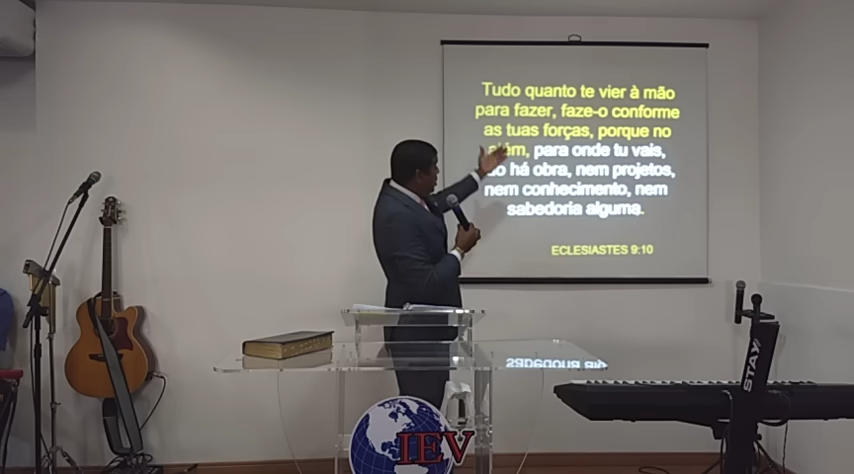 Tudo quanto te vier à mão
para fazer, faze-o conforme
as tuas forças, porque no
além, para onde tu vais,
há obra, nem projetos,
nem conhecimento, nem
sabedoria alguma.
ECLESIASTES 9:10
IEV
STAY